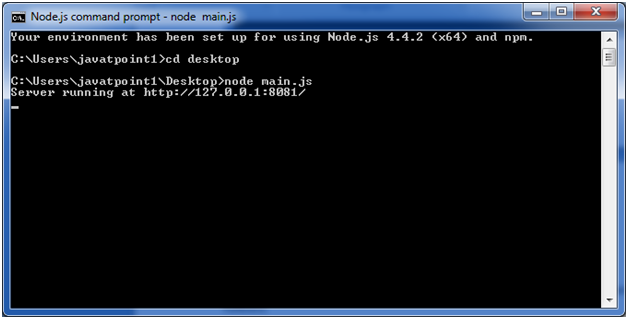 Node.js command prompt - node  main.js
Your environment has been set up for using Node.js 4.4.2 (x64) and npm.
C:\Users\javatpoint1>cd desktop
C:\Users\javatpoint1\Desktop>node main.js
Server running at http://127.0.0.1:8081/